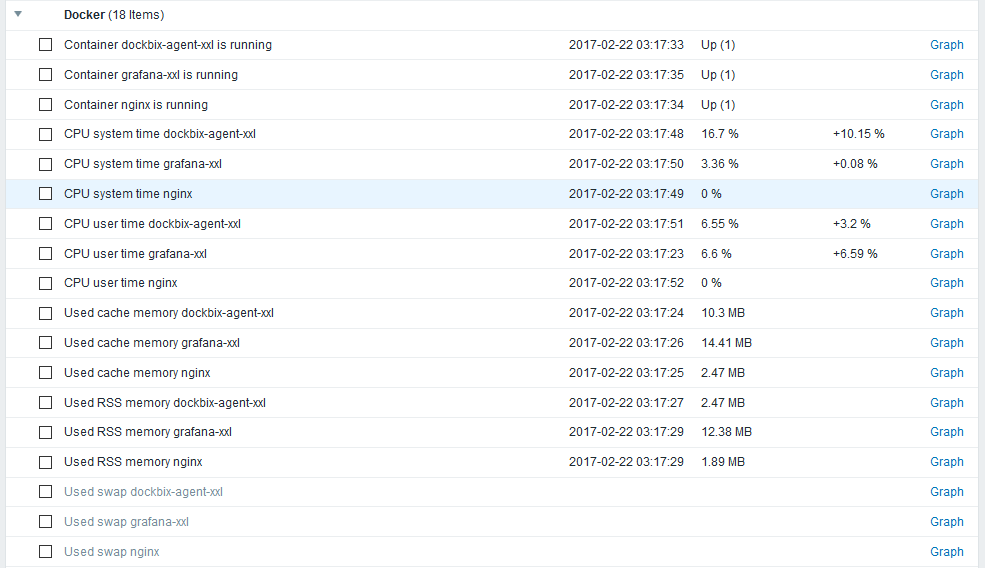 Docker (18 Items)
Container dockbix-agent-xxl is running 2017-02-22 03:17:33 Up (1) Graph
Container grafana-xxl is running 2017-02-22 03:17:35 Up (1) Graph
Container nginx is running 2017-02-22 03:17:34 Up (1) Graph
CPU system time dockbix-agent-xxl 2017-02-22 03:17:48 16.7 % +10.15 % Graph
CPU system time grafana-xxl 2017-02-22 03:17:50 3.36 % +0.08 % Graph
CPU system time nginx 2017-02-22 03:17:49 0 % Graph
CPU user time dockbix-agent-xxl 2017-02-22 03:17:51 6.55 % +3.2 % Graph
CPU user time grafana-xxl 2017-02-22 03:17:23 6.6 % +6.59 % Graph
CPU user time nginx 2017-02-22 03:17:52 0 % Graph
Used cache memory dockbix-agent-xxl 2017-02-22 03:17:24 10.3 MB Graph
Used cache memory grafana-xxl 2017-02-22 03:17:26 14.41 MB Graph
Used cache memory nginx 2017-02-22 03:17:25 2.47 MB Graph
Used RSS memory dockbix-agent-xxl 2017-02-22 03:17:27 2.47 MB Graph
Used RSS memory grafana-xxl 2017-02-22 03:17:29 12.38 MB Graph
Used RSS memory nginx 2017-02-22 03:17:29 1.89 MB Graph
Used swap dockbix-agent-xxl Graph
Used swap grafana-xxl Graph
Used swap nginx Graph